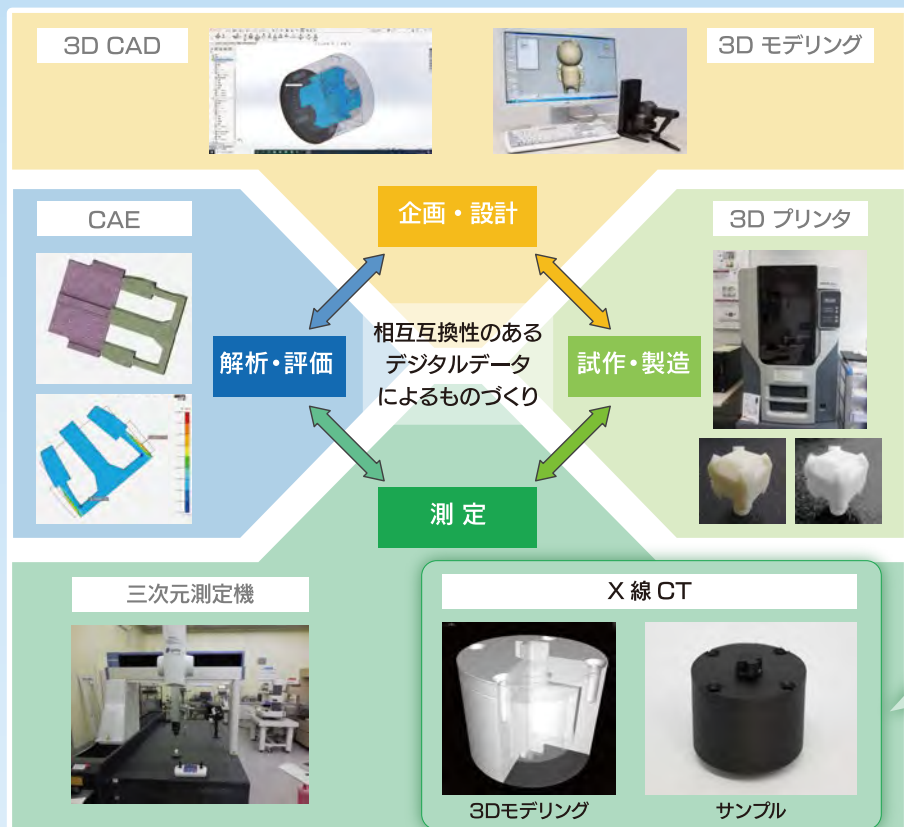 3D CAD
3D モデリング
企画・設計
CAE
3D プリンタ
解析・評価
相互互換性のある
デジタルデータ
によるものづくり
試作・製造
測 定
三次元測定機
X 線 CT
3Dモデリング
サンプル